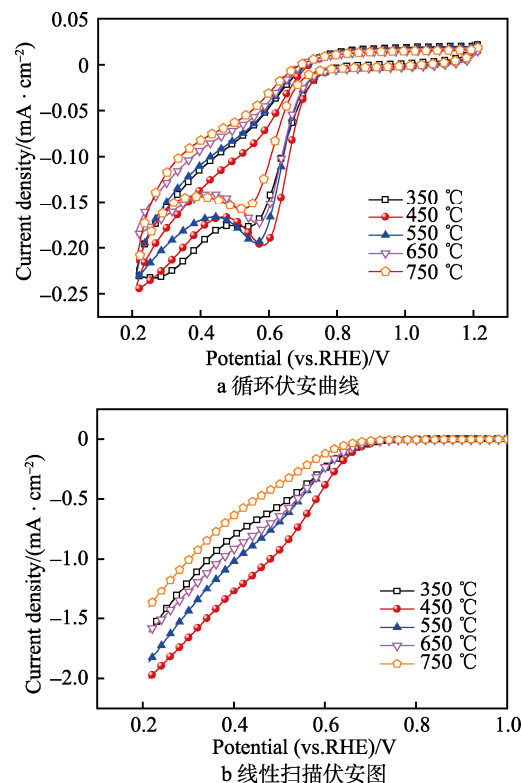 0.05
0
−0.05
−0.10
−0.15
−0.20
−0.25
Current density/(mA · cm⁻²)
350 ℃
450 ℃
550 ℃
650 ℃
750 ℃
0.2 0.4 0.6 0.8 1.0 1.2
Potential (vs.RHE)/V
a 循环伏安曲线
0
−0.5
−1.0
−1.5
−2.0
Current density/(mA · cm⁻²)
350 ℃
450 ℃
550 ℃
650 ℃
750 ℃
0.2 0.4 0.6 0.8 1.0
Potential (vs.RHE)/V
b 线性扫描伏安图